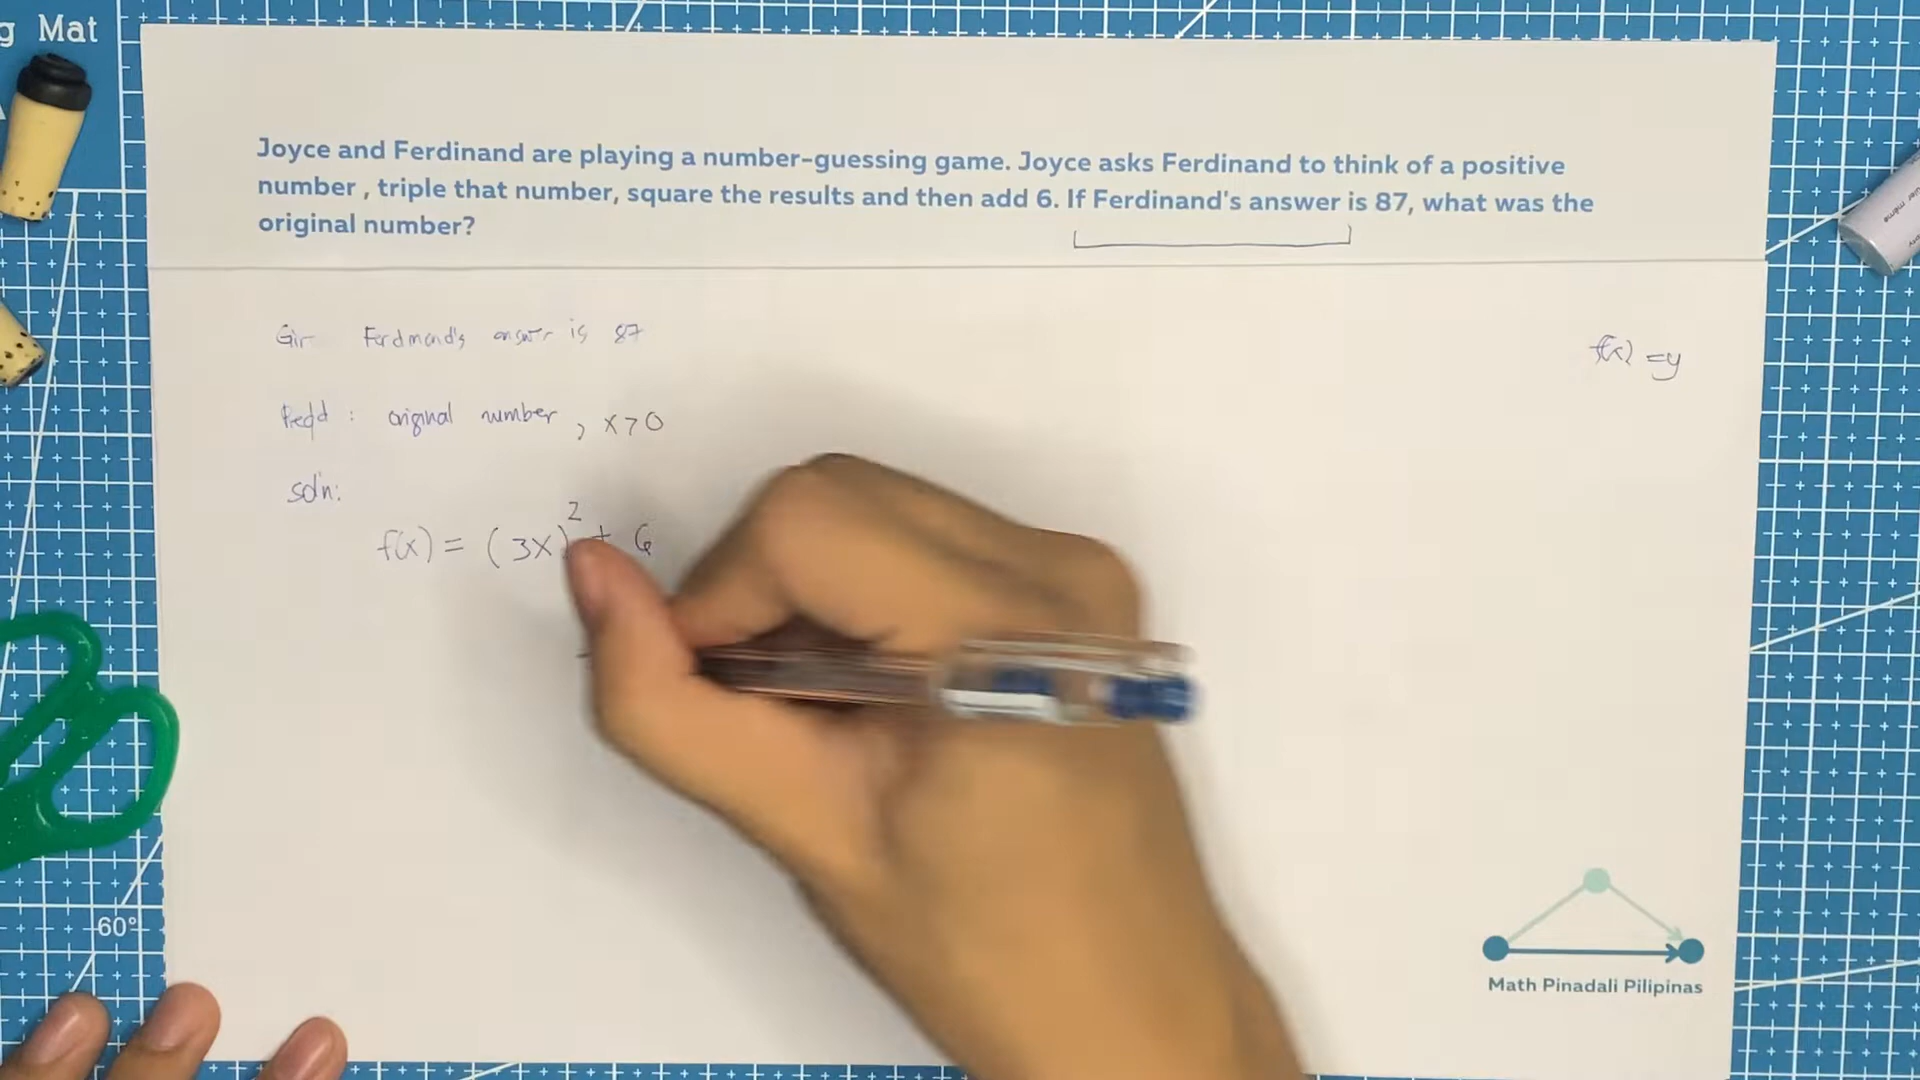 g Mat
Joyce and Ferdinand are playing a number-guessing game. Joyce asks Ferdinand to think of a positive
number , triple that number, square the results and then add 6. If Ferdinand's answer is 87, what was the
original number?
Ferdinand's answer is 87
f(x) = y
Req'd : original number , x>0
Sol'n:
f(x) = (3x)² + 6
60°
Math Pinadali Pilipinas